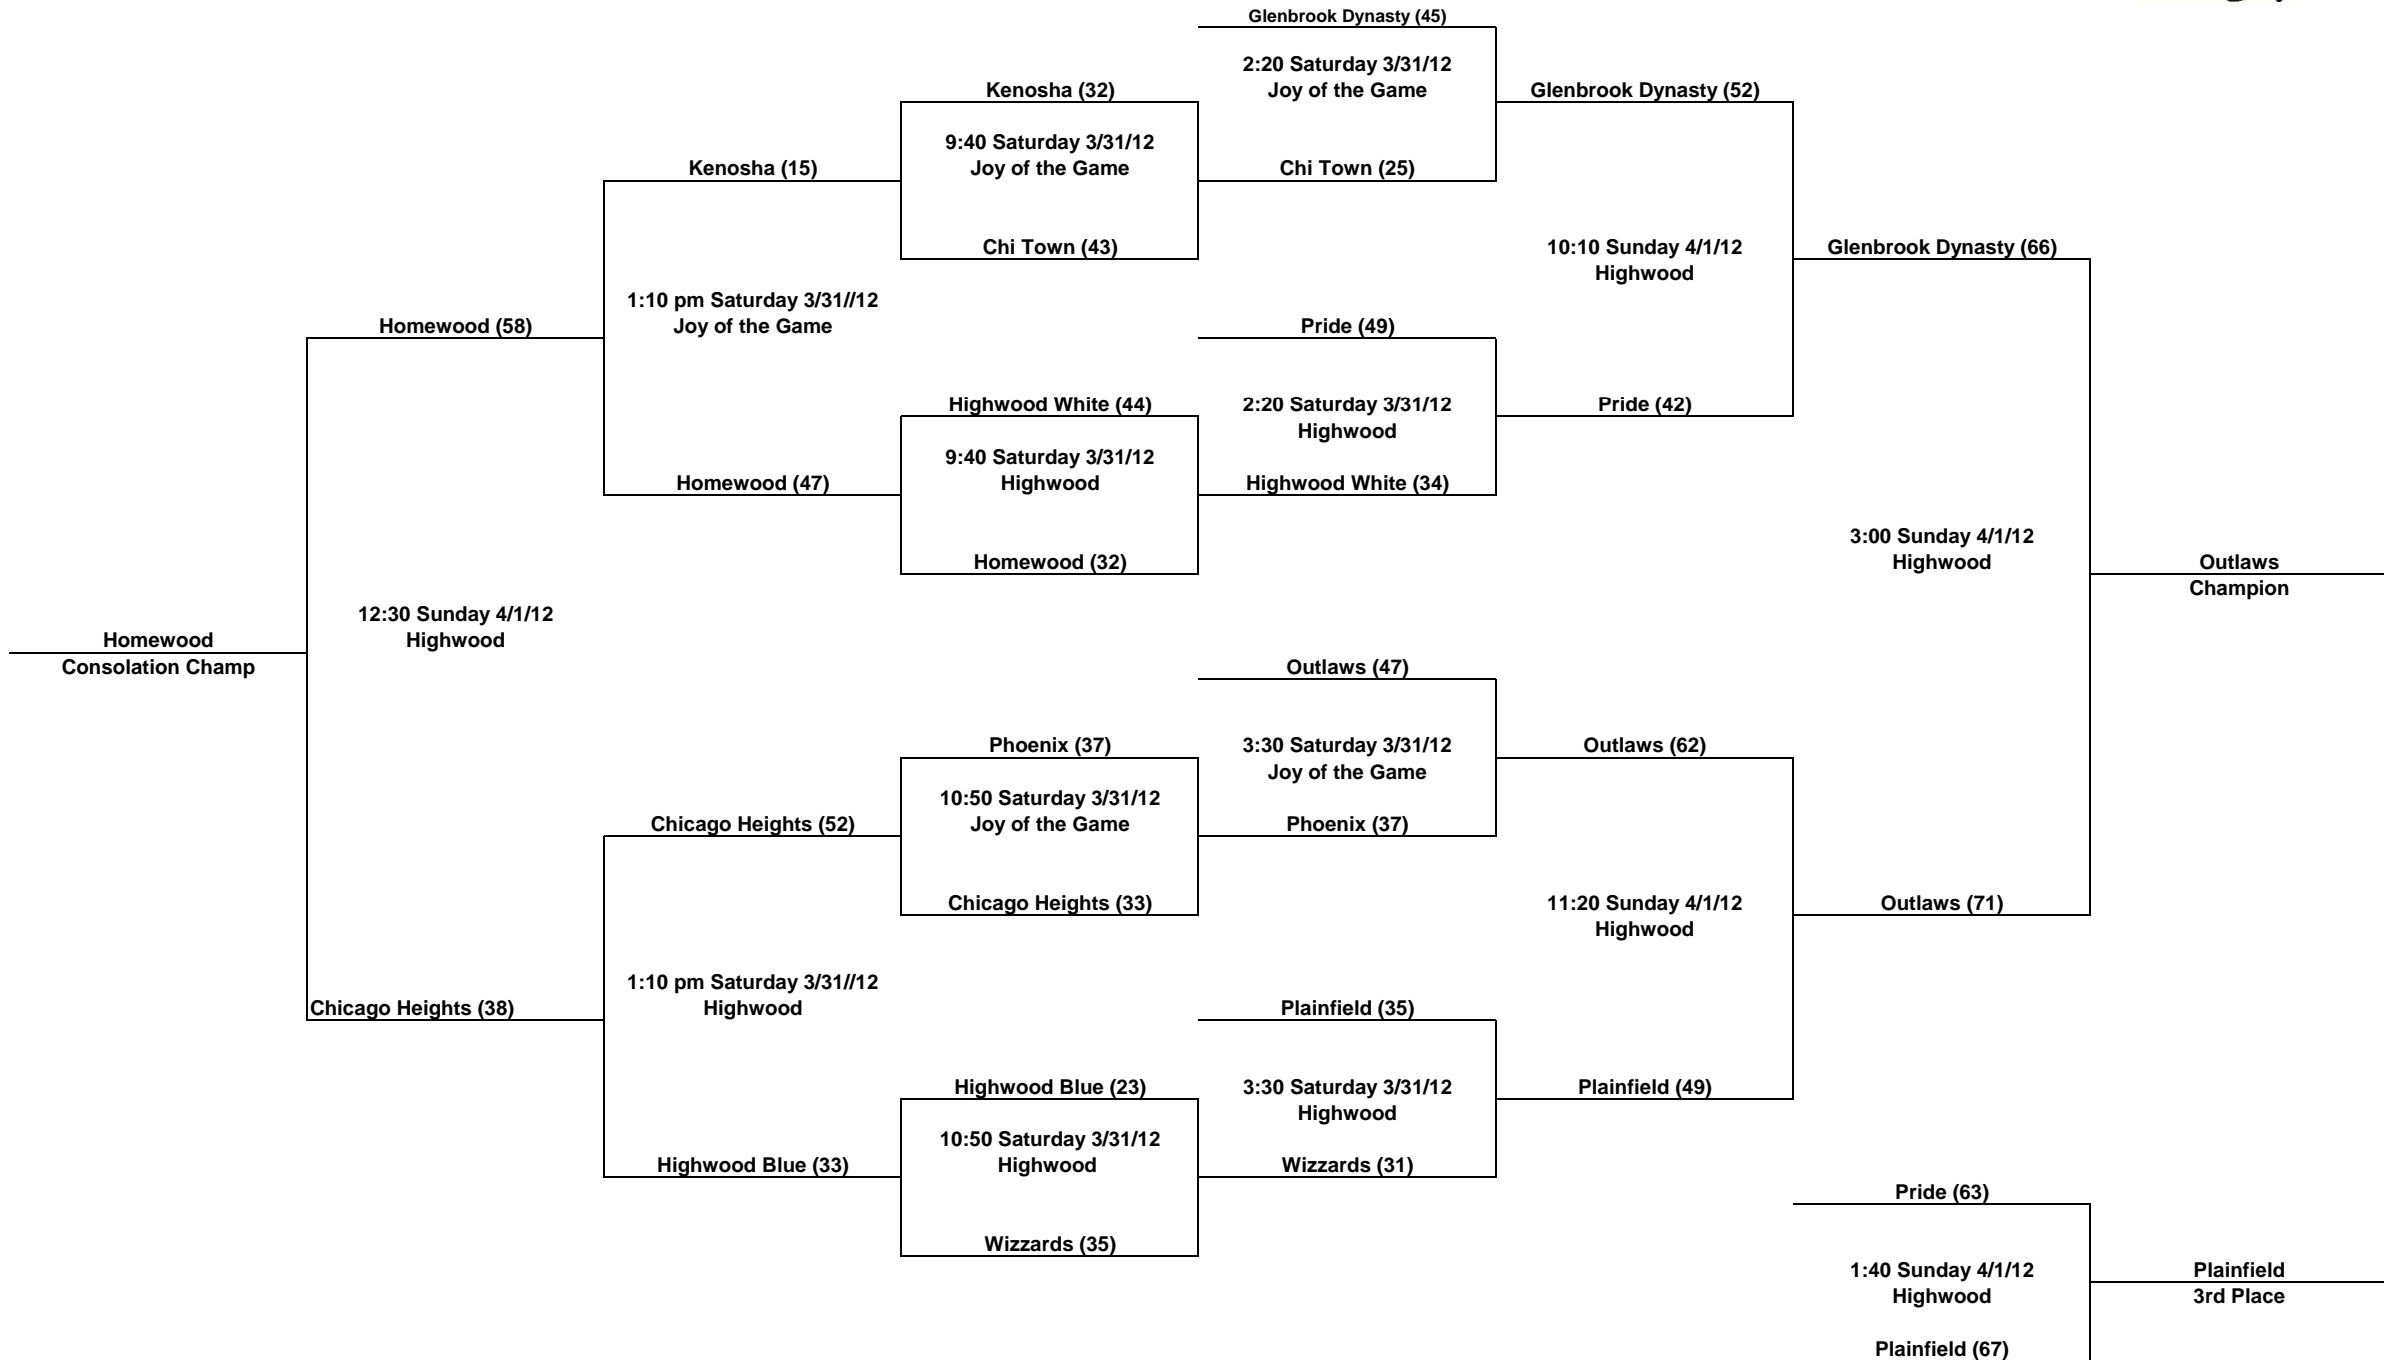 Glenbrook Dynasty (45)
2:20 Saturday 3/31/12
Joy of the Game
Kenosha (32)
Glenbrook Dynasty (52)
9:40 Saturday 3/31/12
Joy of the Game
Kenosha (15)
Chi Town (25)
Chi Town (43)
10:10 Sunday 4/1/12
Highwood
Glenbrook Dynasty (66)
1:10 pm Saturday 3/31//12
Joy of the Game
Homewood (58)
Pride (49)
Highwood White (44)
2:20 Saturday 3/31/12
Highwood
Pride (42)
9:40 Saturday 3/31/12
Highwood
Homewood (47)
Highwood White (34)
3:00 Sunday 4/1/12
Highwood
Homewood (32)
Outlaws
Champion
12:30 Sunday 4/1/12
Highwood
Homewood
Consolation Champ
Outlaws (47)
Phoenix (37)
3:30 Saturday 3/31/12
Joy of the Game
Outlaws (62)
10:50 Saturday 3/31/12
Joy of the Game
Chicago Heights (52)
Phoenix (37)
Chicago Heights (33)
11:20 Sunday 4/1/12
Highwood
Outlaws (71)
1:10 pm Saturday 3/31//12
Highwood
Chicago Heights (38)
Plainfield (35)
Highwood Blue (23)
3:30 Saturday 3/31/12
Highwood
Plainfield (49)
10:50 Saturday 3/31/12
Highwood
Highwood Blue (33)
Wizzards (31)
Pride (63)
Wizzards (35)
1:40 Sunday 4/1/12
Highwood
Plainfield
3rd Place
Plainfield (67)